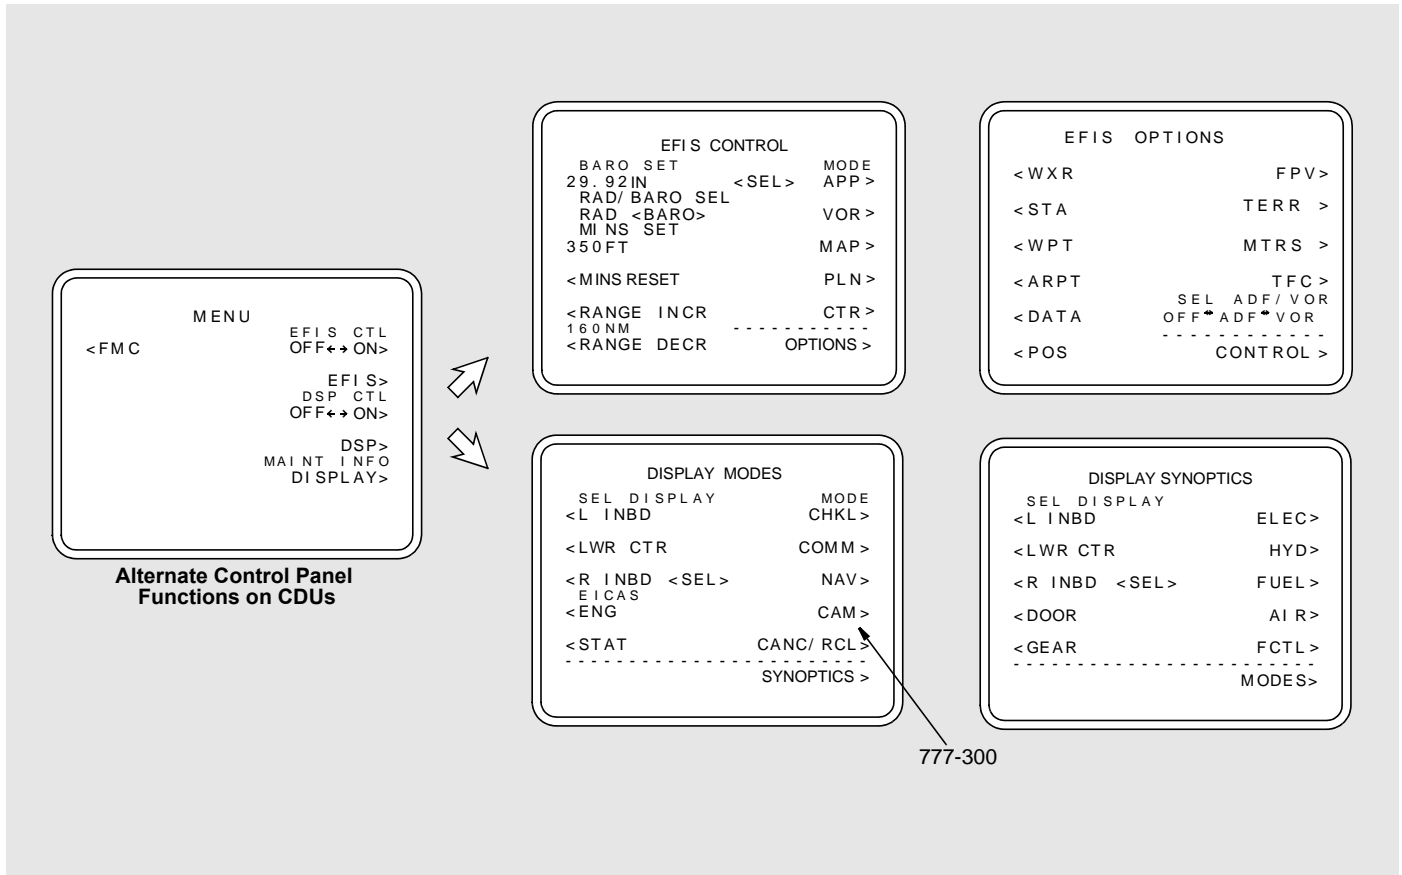 MENU
EFIS CTL
<FMC OFF←→ON>
EFIS>
DSP CTL
OFF←→ON>
DSP>
MAINT INFO
DISPLAY>
Alternate Control Panel
Functions on CDUs
EFIS CONTROL
BARO SET MODE
29.92IN <SEL> APP>
RAD/BARO SEL
RAD <BARO> VOR>
MINS SET
350FT MAP>
<MINS RESET PLN>
<RANGE INCR CTR>
160NM -----------
<RANGE DECR OPTIONS>
EFIS OPTIONS
<WXR FPV>
<STA TERR >
<WPT MTRS >
<ARPT TFC>
SEL ADF/VOR
<DATA OFF↔ADF↔VOR
-------------
<POS CONTROL >
DISPLAY MODES
SEL DISPLAY MODE
<L INBD CHKL>
<LWR CTR COMM>
<R INBD <SEL> NAV>
EICAS
<ENG CAM>
<STAT CANC/RCL>
------------------------
SYNOPTICS >
777-300
DISPLAY SYNOPTICS
SEL DISPLAY
<L INBD ELEC>
<LWR CTR HYD>
<R INBD <SEL> FUEL>
<DOOR AIR>
<GEAR FCTL>
------------------------
MODES>